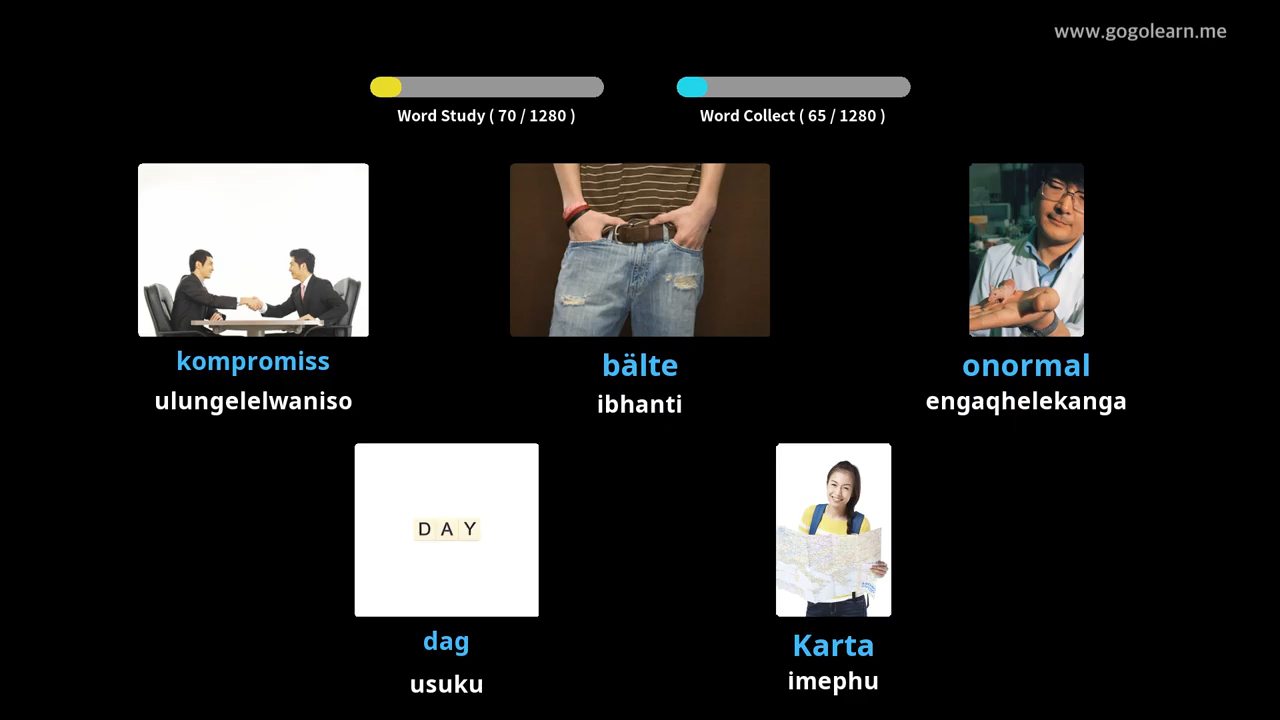 www.gogolearn.me
Word Study ( 70 / 1280 )
Word Collect ( 65 / 1280 )
kompromiss
ulungelelwaniso
bälte
ibhanti
onormal
engaqhelekanga
DAY
dag
usuku
Karta
imephu